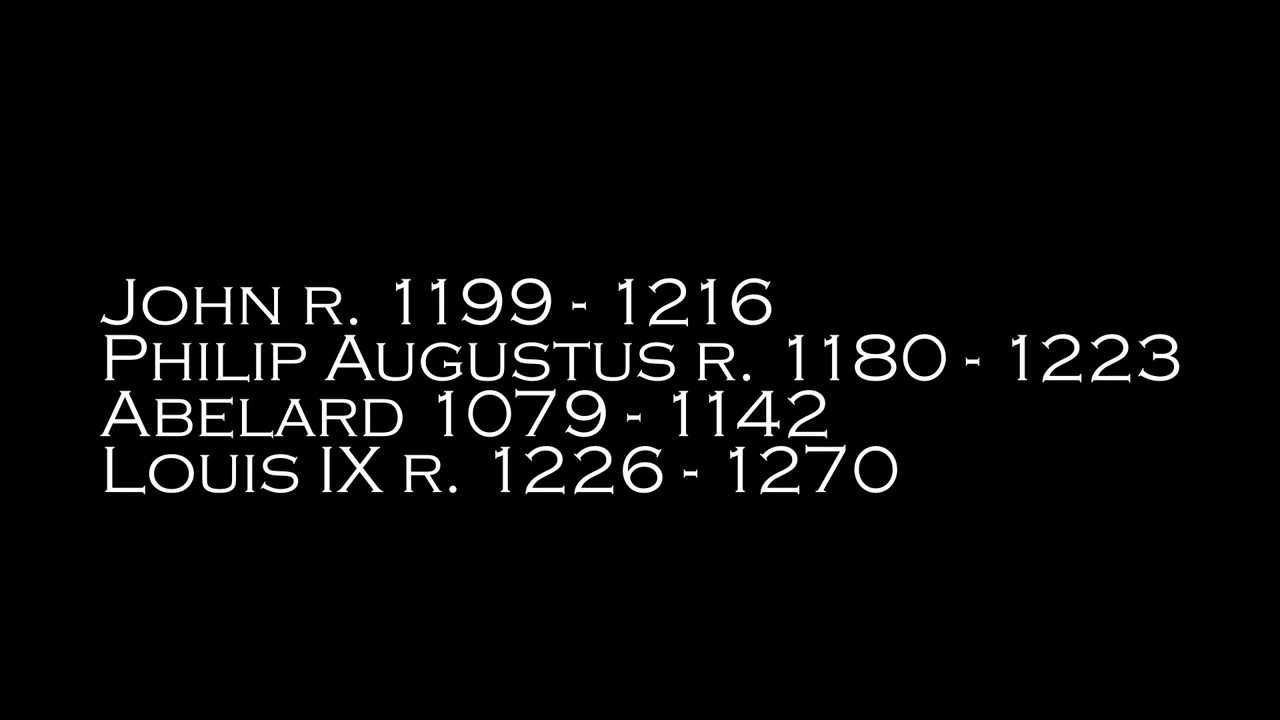 John r. 1199 - 1216
Philip Augustus r. 1180 - 1223
Abelard 1079 - 1142
Louis IX r. 1226 - 1270